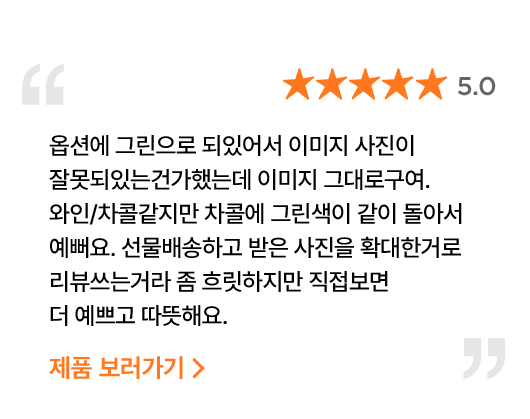 5.0
옵션에 그린으로 되있어서 이미지 사진이
잘못되있는건가했는데 이미지 그대로구여.
와인/차콜같지만 차콜에 그린색이 같이 돌아서
예뻐요. 선물배송하고 받은 사진을 확대한거로
리뷰쓰는거라 좀 흐릿하지만 직접보면
더 예쁘고 따뜻해요.
제품 보러가기 >